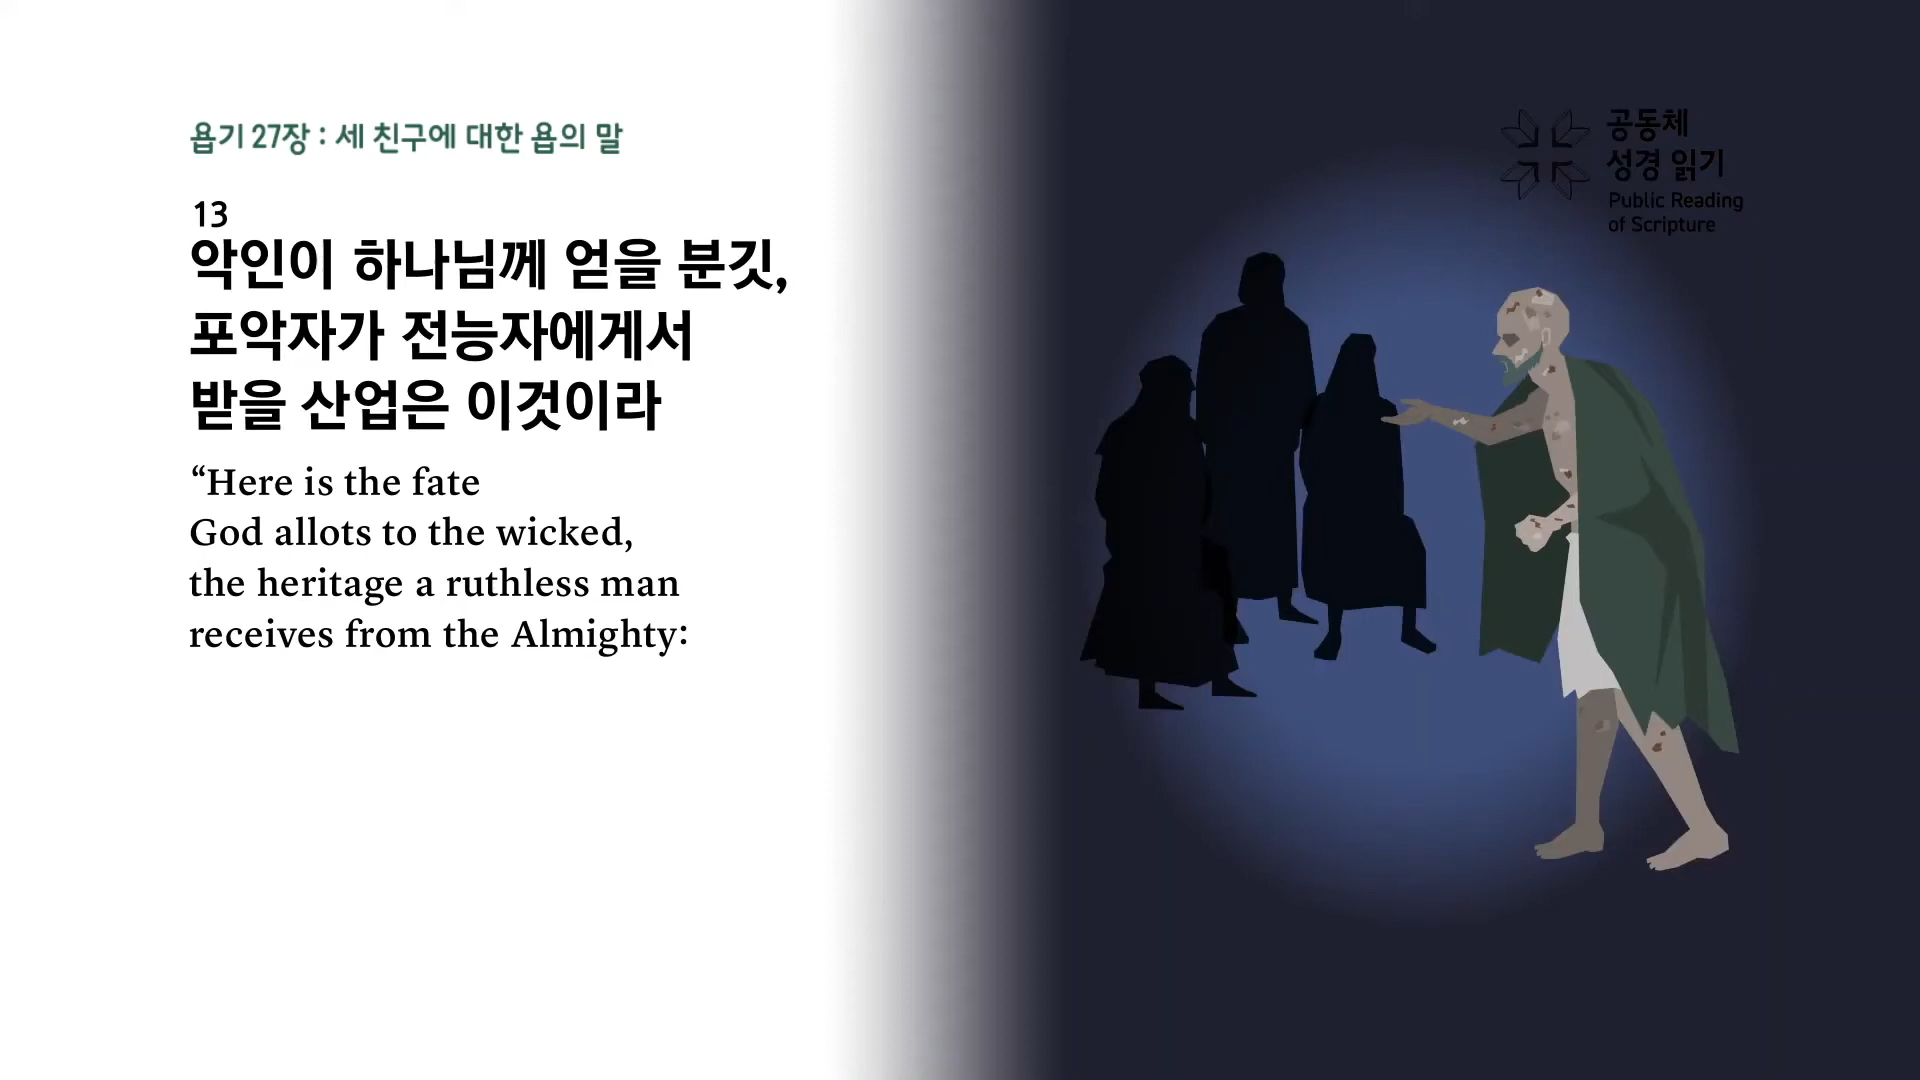 욥기 27장 : 세 친구에 대한 욥의 말
13
악인이 하나님께 얻을 분깃,
포악자가 전능자에게서
받을 산업은 이것이라
“Here is the fate
God allots to the wicked,
the heritage a ruthless man
receives from the Almighty:
공동체
성경 읽기
Public Reading
of Scripture